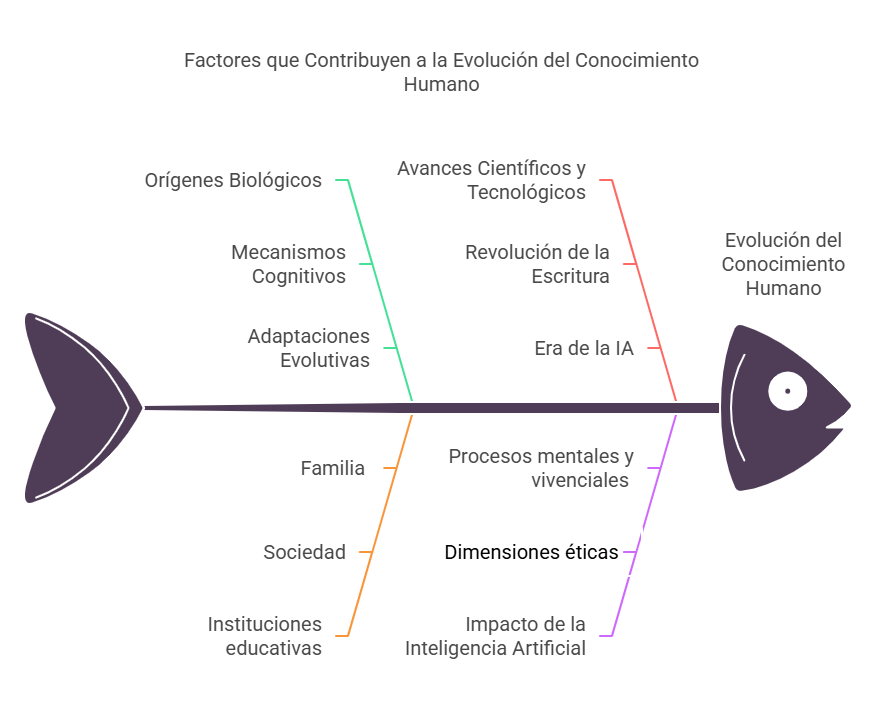 Factores que Contribuyen a la Evolución del Conocimiento
Humano
Orígenes Biológicos
Mecanismos
Cognitivos
Adaptaciones
Evolutivas
Avances Científicos y
Tecnológicos
Revolución de la
Escritura
Era de la IA
Evolución del
Conocimiento
Humano
Familia
Sociedad
Instituciones
educativas
Procesos mentales y
vivenciales
Dimensiones éticas
Impacto de la
Inteligencia Artificial